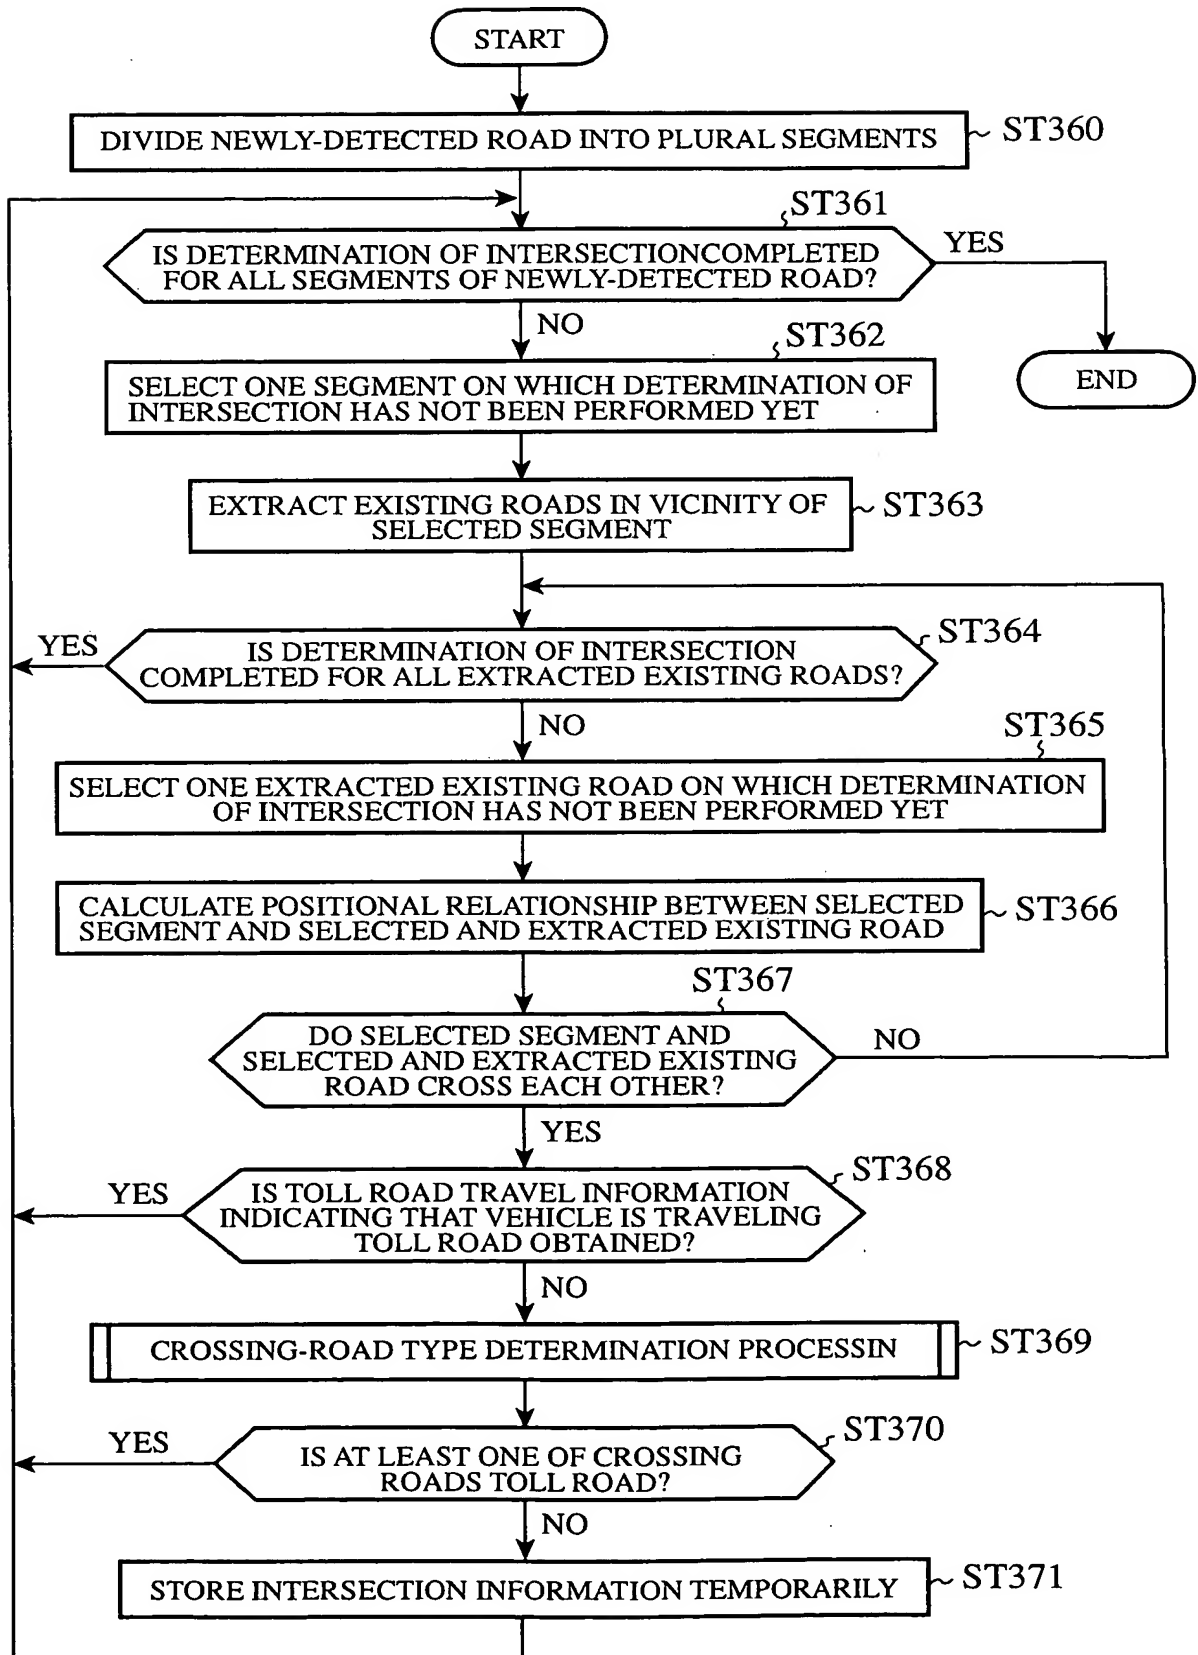 START
DIVIDE NEWLY-DETECTED ROAD INTO PLURAL SEGMENTS
ST360
ST361
IS DETERMINATION OF INTERSECTIONCOMPLETED
FOR ALL SEGMENTS OF NEWLY-DETECTED ROAD?
YES
NO
END
ST362
SELECT ONE SEGMENT ON WHICH DETERMINATION OF
INTERSECTION HAS NOT BEEN PERFORMED YET
EXTRACT EXISTING ROADS IN VICINITY OF
SELECTED SEGMENT
ST363
ST364
YES
IS DETERMINATION OF INTERSECTION
COMPLETED FOR ALL EXTRACTED EXISTING ROADS?
NO
ST365
SELECT ONE EXTRACTED EXISTING ROAD ON WHICH DETERMINATION
OF INTERSECTION HAS NOT BEEN PERFORMED YET
CALCULATE POSITIONAL RELATIONSHIP BETWEEN SELECTED
SEGMENT AND SELECTED AND EXTRACTED EXISTING ROAD
ST366
ST367
DO SELECTED SEGMENT AND
SELECTED AND EXTRACTED EXISTING
ROAD CROSS EACH OTHER?
NO
YES
ST368
YES
IS TOLL ROAD TRAVEL INFORMATION
INDICATING THAT VEHICLE IS TRAVELING
TOLL ROAD OBTAINED?
NO
CROSSING-ROAD TYPE DETERMINATION PROCESSIN
ST369
ST370
YES
IS AT LEAST ONE OF CROSSING
ROADS TOLL ROAD?
NO
STORE INTERSECTION INFORMATION TEMPORARILY
ST371